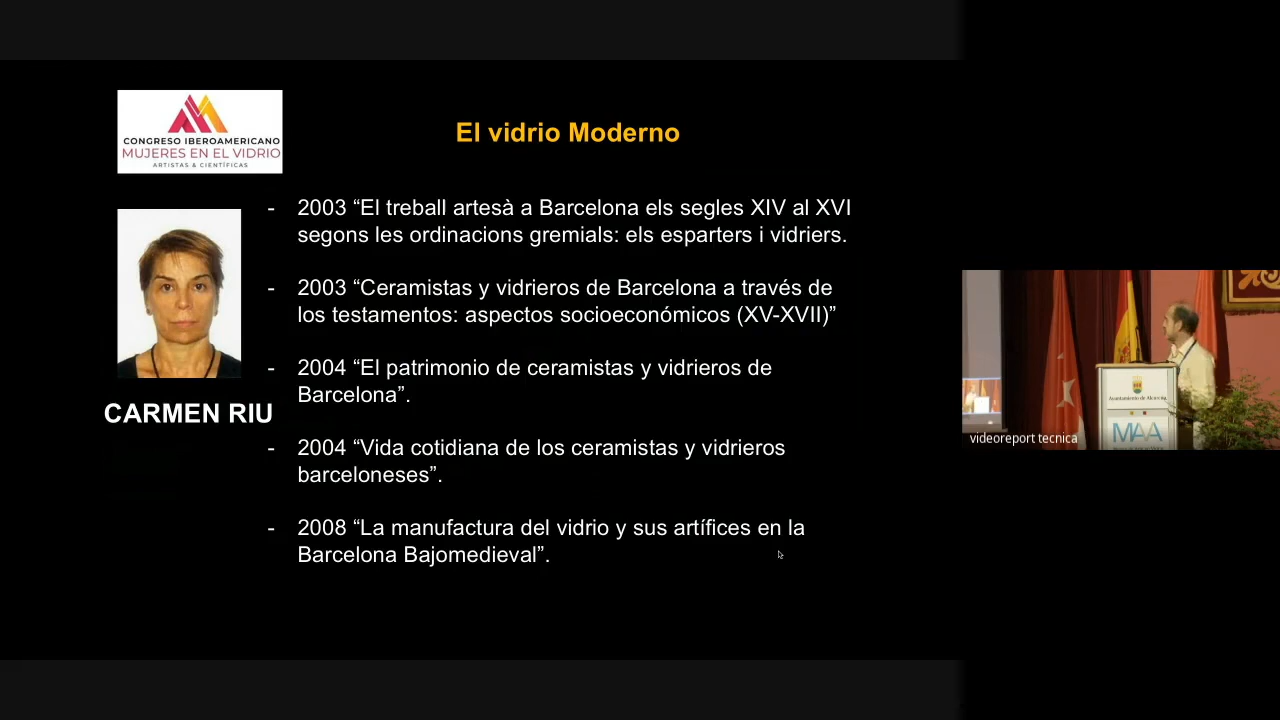 CONGRESO IBEROAMERICANO
MUJERES EN EL VIDRIO
ARTISTAS & CIENTÍFICAS
El vidrio Moderno
- 2003 “El treball artesà a Barcelona els segles XIV al XVI
segons les ordinacions gremials: els esparters i vidriers.
- 2003 “Ceramistas y vidrieros de Barcelona a través de
los testamentos: aspectos socioeconómicos (XV-XVII)”
- 2004 “El patrimonio de ceramistas y vidrieros de
Barcelona”.
- 2004 “Vida cotidiana de los ceramistas y vidrieros
barceloneses”.
- 2008 “La manufactura del vidrio y sus artífices en la
Barcelona Bajomedieval”.
CARMEN RIU
Ayuntamiento de Alcorcón
MAA
videoreport tecnica